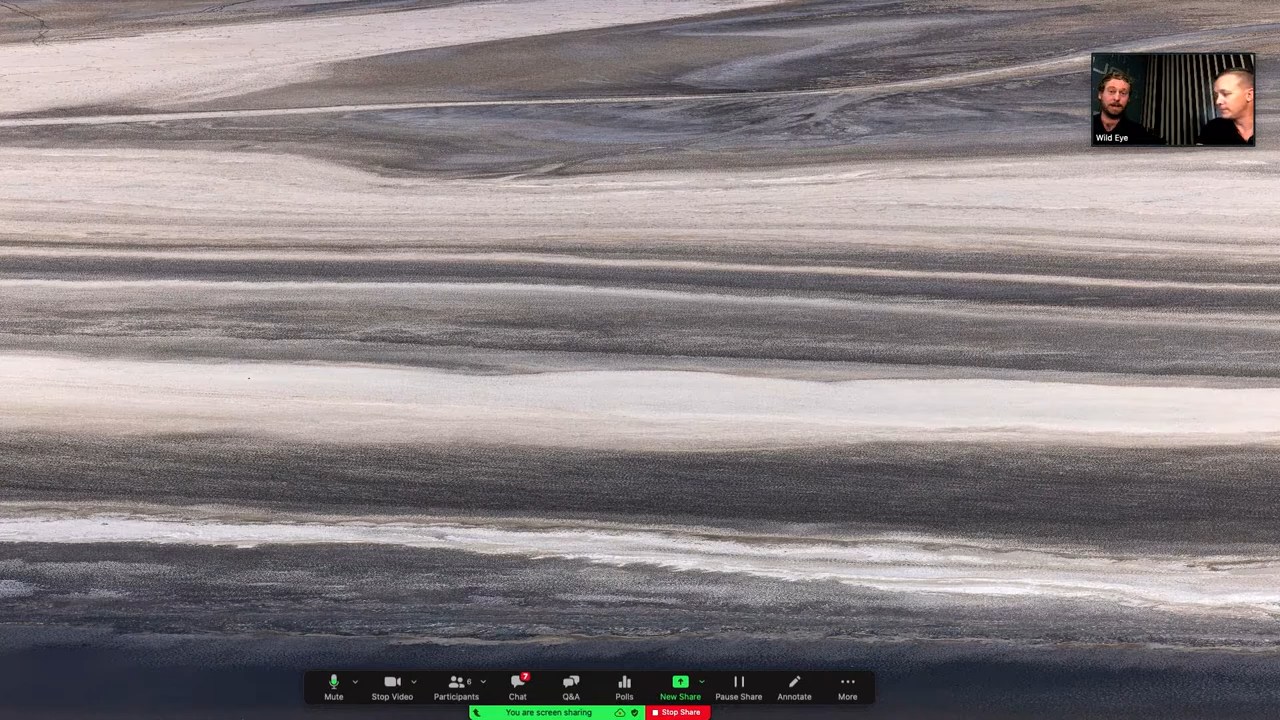 Wild Eye
Mute
Stop Video
6
Participants
7
Chat
Q&A
Polls
New Share
Pause Share
Annotate
More
You are screen sharing
Stop Share